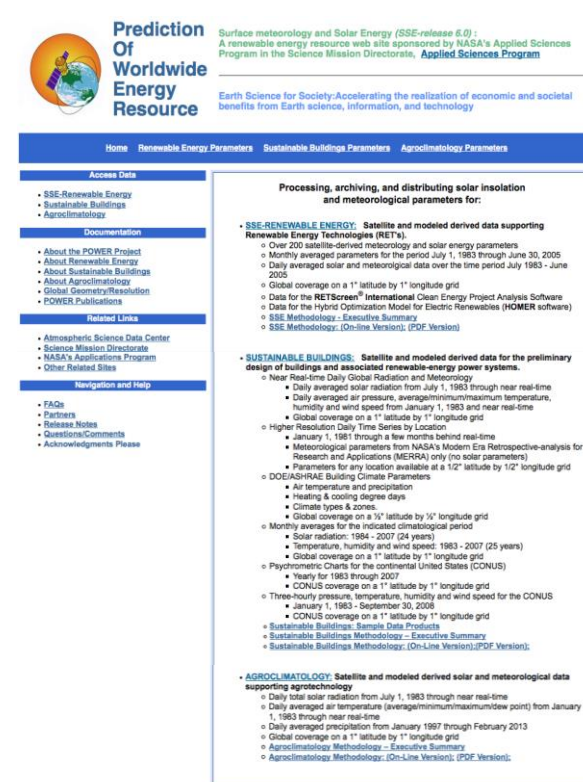 Prediction
Of
Worldwide
Energy
Resource
Surface meteorology and Solar Energy (SSE-release 6.0) :
A renewable energy resource web site sponsored by NASA's Applied Sciences
Program in the Science Mission Directorate, Applied Sciences Program
Earth Science for Society:Accelerating the realization of economic and societal
benefits from Earth science, information, and technology
Home Renewable Energy Parameters Sustainable Buildings Parameters Agroclimatology Parameters
Access Data
• SSE-Renewable Energy
• Sustainable Buildings
• Agroclimatology
Documentation
• About the POWER Project
• About Renewable Energy
• About Sustainable Buildings
• About Agroclimatology
• Global Geometry/Resolution
• POWER Publications
Related Links
• Atmospheric Science Data Center
• Science Mission Directorate
• NASA's Applications Program
• Other Related Sites
Navigation and Help
• FAQs
• Partners
• Release Notes
• Questions/Comments
• Acknowledgments Please
Processing, archiving, and distributing solar insolation
and meteorological parameters for:
• SSE-RENEWABLE ENERGY: Satellite and modeled derived data supporting
Renewable Energy Technologies (RET's).
○ Over 200 satellite-derived meteorology and solar energy parameters
○ Monthly averaged parameters for the period July 1, 1983 through June 30, 2005
○ Daily averaged solar and meteorolgical data over the time period July 1983 - June
2005
○ Global coverage on a 1° latitude by 1° longitude grid
○ Data for the RETScreen® International Clean Energy Project Analysis Software
○ Data for the Hybrid Optimization Model for Electric Renewables (HOMER software)
○ SSE Methodology - Executive Summary
○ SSE Methodology: (On-line Version); (PDF Version)
• SUSTAINABLE BUILDINGS: Satellite and modeled derived data for the preliminary
design of buildings and associated renewable-energy power systems.
○ Near Real-time Daily Global Radiation and Meteorology
▪ Daily averaged solar radiation from July 1, 1983 through near real-time
▪ Daily averaged air pressure, average/minimum/maximum temperature,
humidity and wind speed from January 1, 1983 and near real-time
▪ Global coverage on a 1° latitude by 1° longitude grid
○ Higher Resolution Daily Time Series by Location
▪ January 1, 1981 through a few months behind real-time
▪ Meteorological parameters from NASA's Modern Era Retrospective-analysis for
Research and Applications (MERRA) only (no solar parameters)
▪ Parameters for any location available at a 1/2° latitude by 1/2° longitude grid
○ DOE/ASHRAE Building Climate Parameters
▪ Air temperature and precipitation
▪ Heating & cooling degree days
▪ Climate types & zones.
▪ Global coverage on a ½° latitude by ½° longitude grid
○ Monthly averages for the indicated climatological period
▪ Solar radiation: 1984 - 2007 (24 years)
▪ Temperature, humidity and wind speed: 1983 - 2007 (25 years)
▪ Global coverage on a 1° latitude by 1° longitude grid
○ Psychrometric Charts for the continental United States (CONUS)
▪ Yearly for 1983 through 2007
▪ CONUS coverage on a 1° latitude by 1° longitude grid
○ Three-hourly pressure, temperature, humidity and wind speed for the CONUS
▪ January 1, 1983 - September 30, 2008
▪ CONUS coverage on a 1° latitude by 1° longitude grid
○ Sustainable Buildings: Sample Data Products
○ Sustainable Buildings Methodology – Executive Summary
○ Sustainable Buildings Methodology: (On-Line Version);(PDF Version);
• AGROCLIMATOLOGY: Satellite and modeled derived solar and meteorological data
supporting agrotechnology
○ Daily total solar radiation from July 1, 1983 through near real-time
○ Daily averaged air temperature (average/minimum/maximum/dew point) from January
1, 1983 through near real-time
○ Daily averaged precipitation from January 1997 through February 2013
○ Global coverage on a 1° latitude by 1° longitude grid
○ Agroclimatology Methodology – Executive Summary
○ Agroclimatology Methodology: (On-Line Version); (PDF Version);